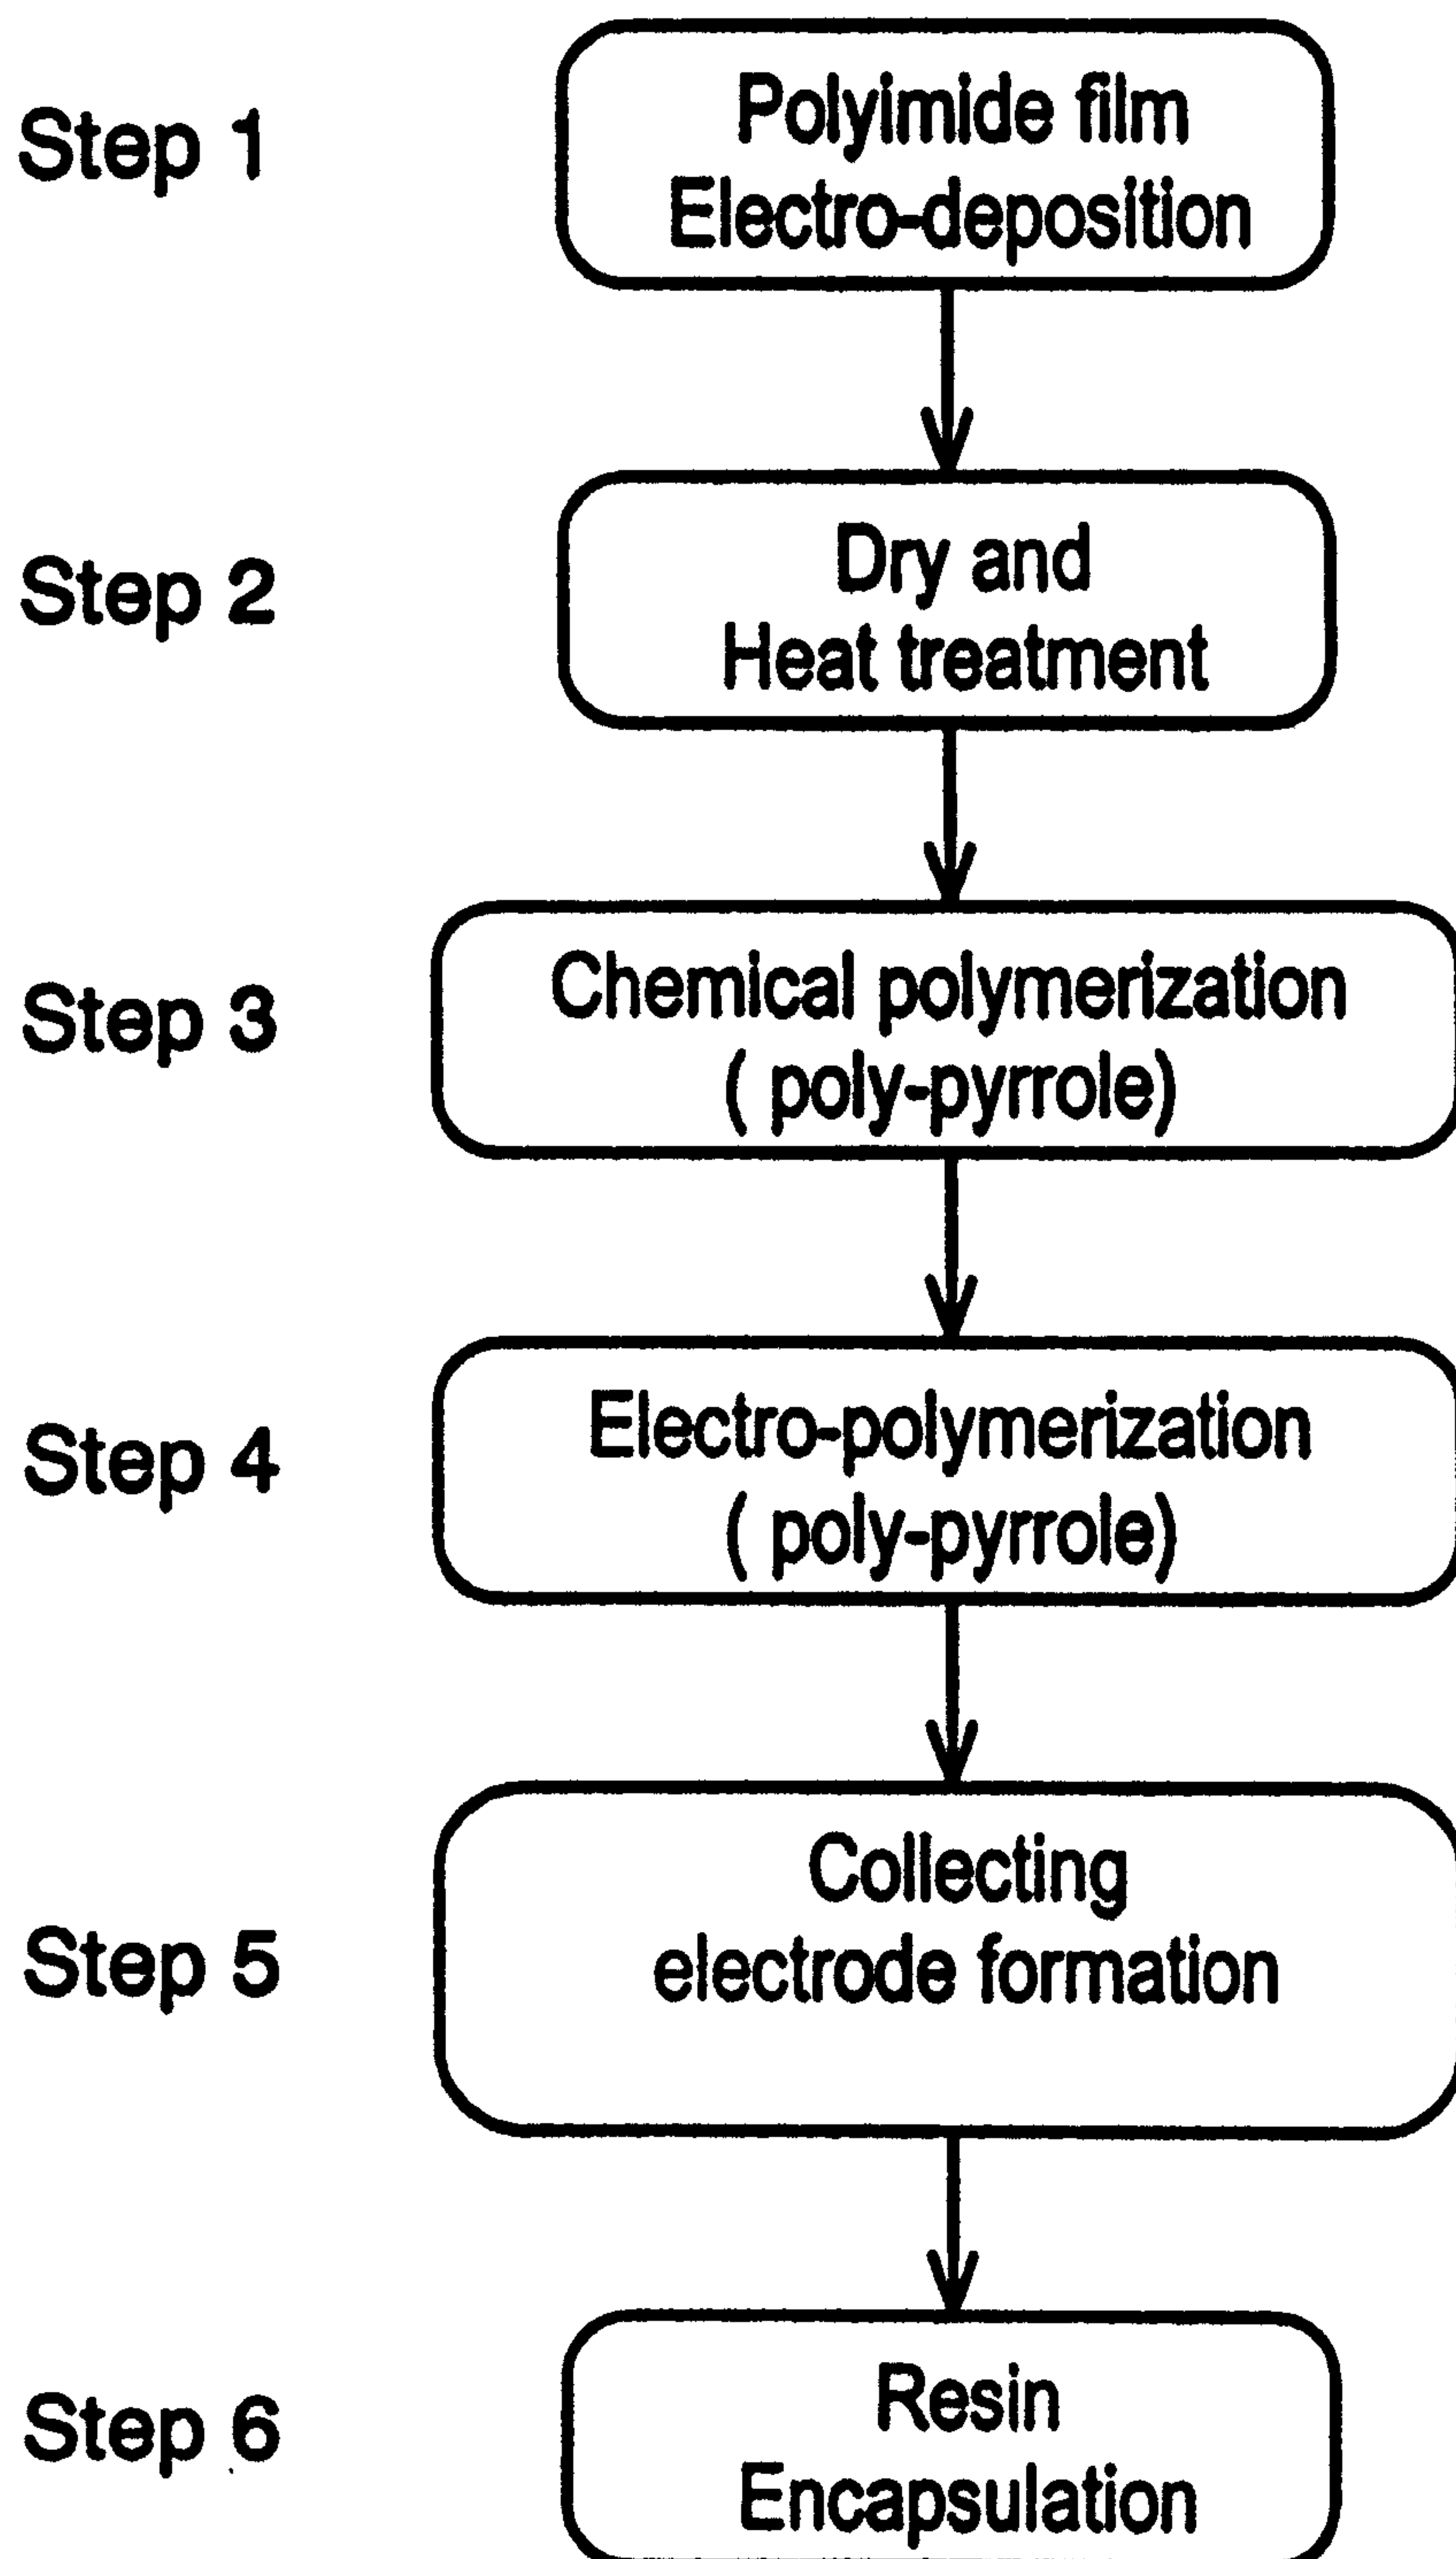 Step 1
Polyimide film
Electro-deposition
Step 2
Dry and
Heat treatment
Step 3
Chemical polymerization
( poly-pyrrole)
Step 4
Electro-polymerization
( poly-pyrrole)
Step 5
Collecting
electrode formation
Step 6
Resin
Encapsulation